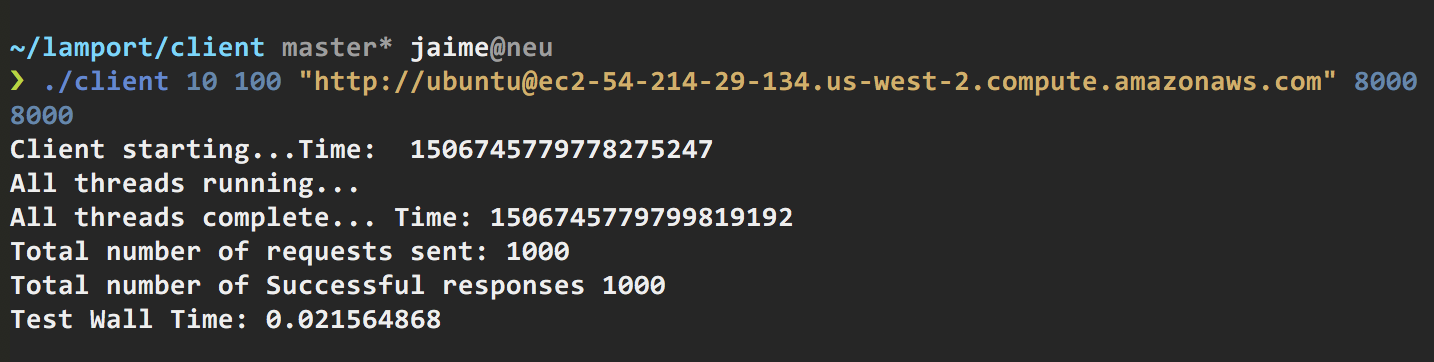 ~/lamport/client master* jaime@neu
❯ ./client 10 100 "http://ubuntu@ec2-54-214-29-134.us-west-2.compute.amazonaws.com" 8000
8000
Client starting...Time:  1506745779778275247
All threads running...
All threads complete... Time: 1506745779799819192
Total number of requests sent: 1000
Total number of Successful responses 1000
Test Wall Time: 0.021564868